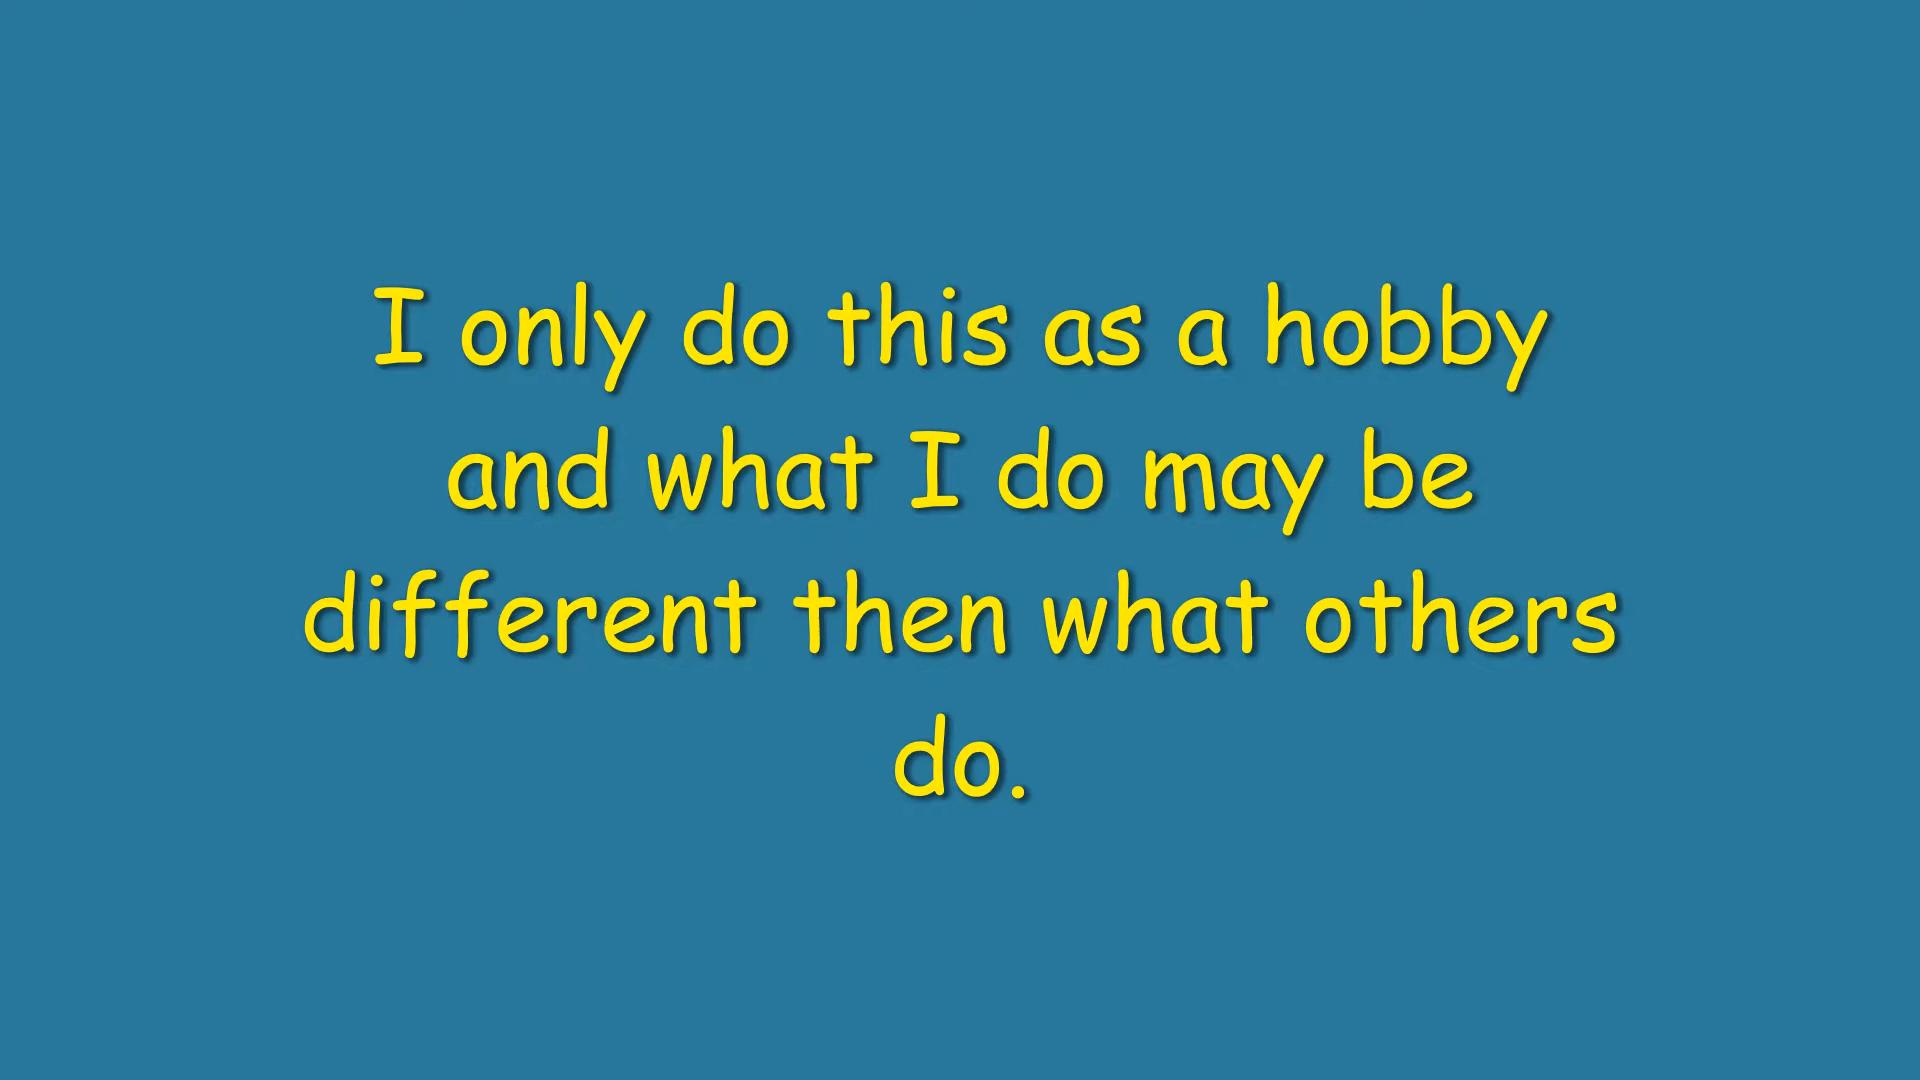 I only do this as a hobby
and what I do may be
different then what others
do.